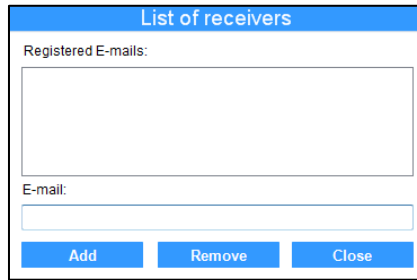 List of receivers
Registered E-mails:
E-mail:
Add Remove Close